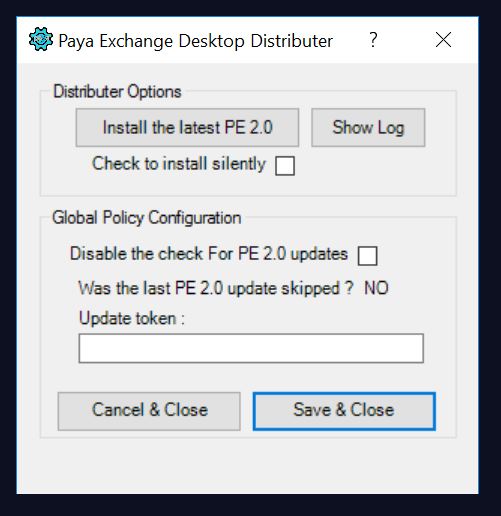 Paya Exchange Desktop Distributer ?
Distributer Options
Install the latest PE 2.0 Show Log
Check to install silently
Global Policy Configuration
Disable the check For PE 2.0 updates
Was the last PE 2.0 update skipped ? NO
Update token :
Cancel & Close Save & Close